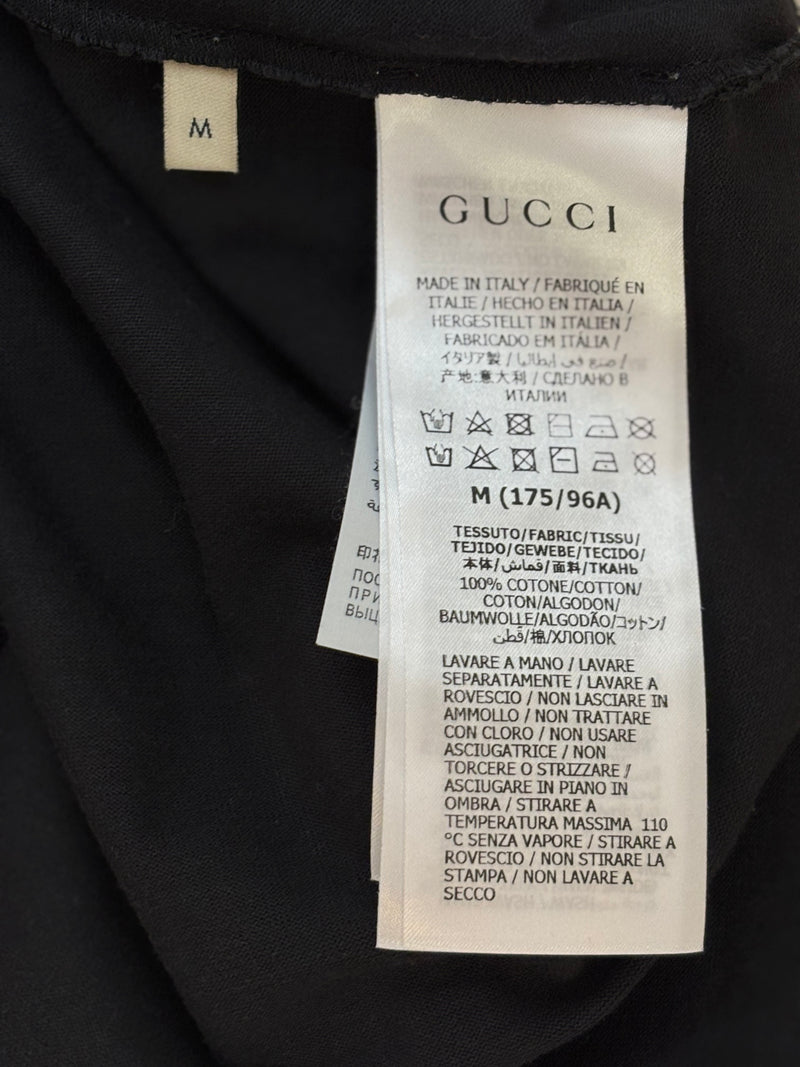 M
GUCCI
MADE IN ITALY / FABRIQUÉ EN
ITALIE / HECHO EN ITALIA /
HERGESTELLT IN ITALIEN /
FABRICADO EM ITÁLIA /
イタリア製 / صنع في إيطاليا /
产地:意大利 / СДЕЛАНО В
ИТАЛИИ
M (175/96A)
TESSUTO/FABRIC/TISSU/
TEJIDO/GEWEBE/TECIDO/
本体/قماش/面料/ТКАНЬ
100% COTONE/COTTON/
COTON/ALGODON/
BAUMWOLLE/ALGODÃO/コットン/
قطن/棉/ХЛОПОК
LAVARE A MANO / LAVARE
SEPARATAMENTE / LAVARE A
ROVESCIO / NON LASCIARE IN
AMMOLLO / NON TRATTARE
CON CLORO / NON USARE
ASCIUGATRICE / NON
TORCERE O STRIZZARE /
ASCIUGARE IN PIANO IN
OMBRA / STIRARE A
TEMPERATURA MASSIMA 110
°C SENZA VAPORE / STIRARE A
ROVESCIO / NON STIRARE LA
STAMPA / NON LAVARE A
SECCO
ПОС
ПРИ
ВЫЦ